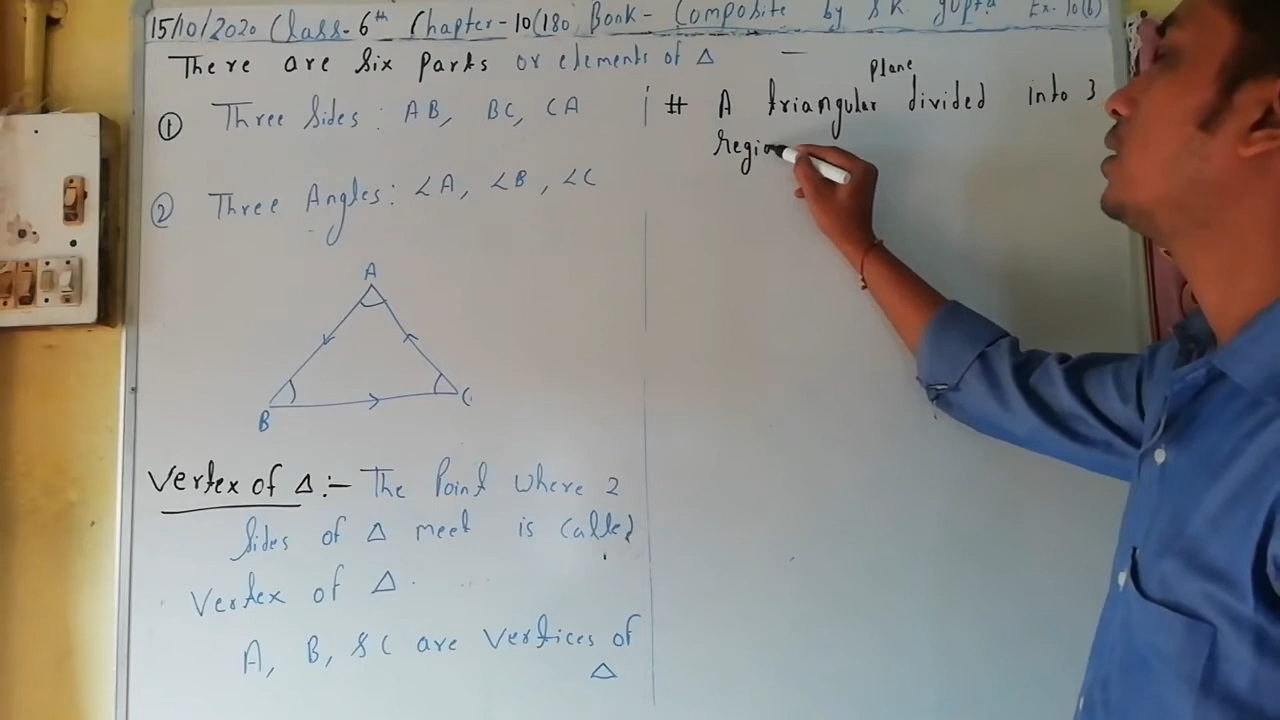 15/10/2020 Class-6th Chapter-10(180 Book- Composite by SK Gupta Ex. 10(b)
There are Six Parts or elements of Δ
① Three Sides: AB, BC, CA
② Three Angles: ∠A, ∠B, ∠C
A
B
C
Vertex of Δ:- The Point where 2
Sides of Δ meet is Called
Vertex of Δ.
A, B, & C are Vertices of
Δ
plane
# A triangular divided into 3
regio